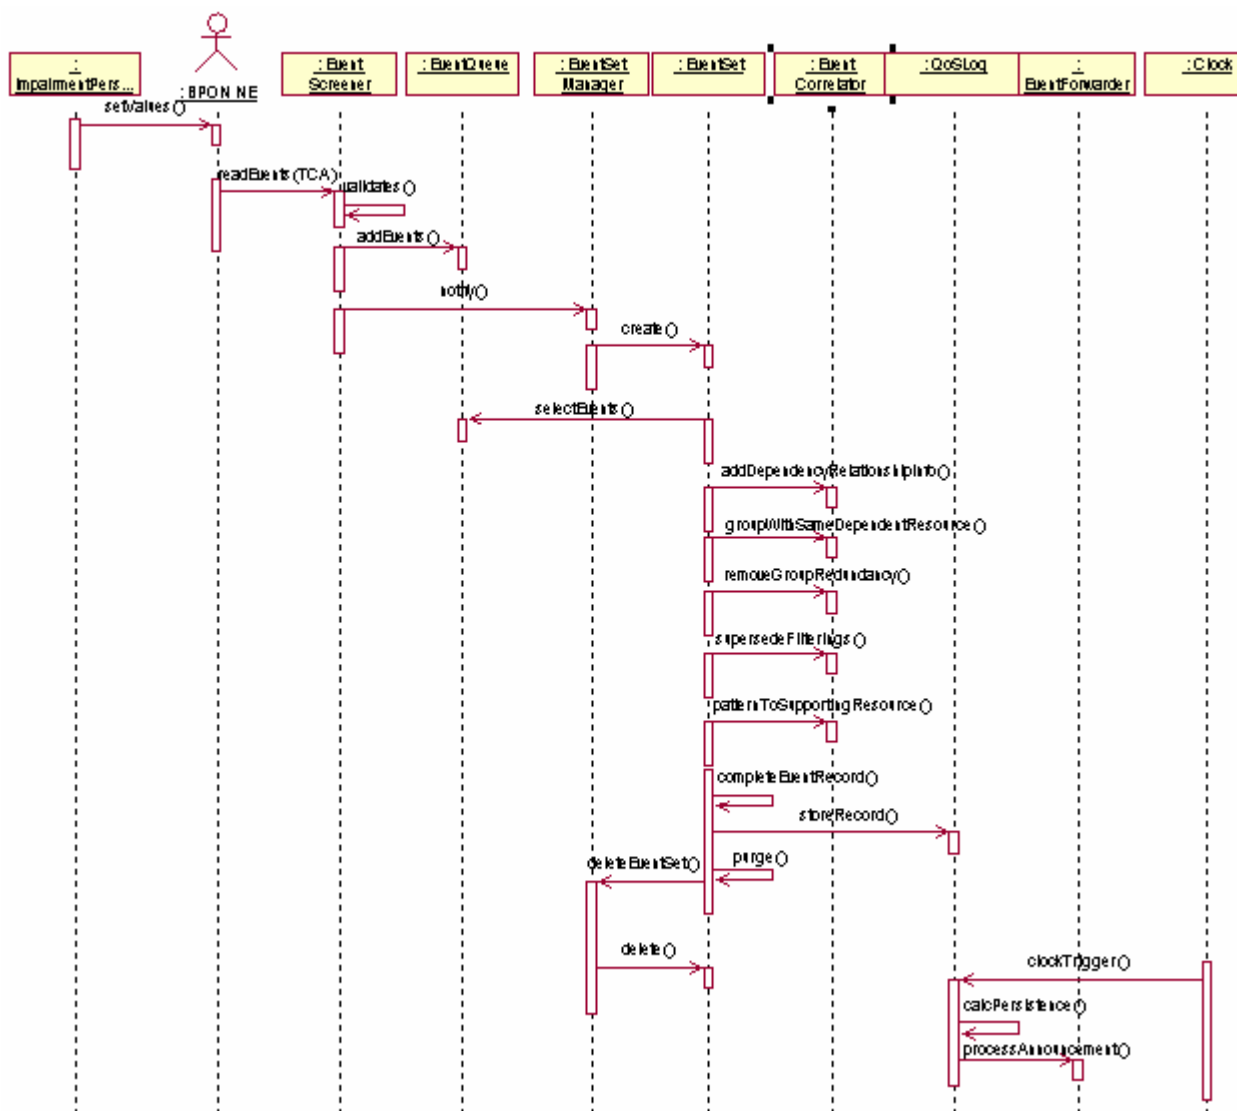 :
ImpairmentPers...
: BPON NE
: Event
Screener
: EventQueue
: EventSet
Manager
: EventSet
: Event
Correlator
:QoSLog
:
EventForwarder
: Clock
setValues()
readEvents(TCA)
validates()
addEvents()
notify()
create()
selectEvents()
addDependencyRelationshipInfo()
groupWithSameDependentResource()
removeGroupRedundancy()
supersedeFilterings()
patternToSupportingResource()
completeEventRecord()
storeRecord()
purge()
deleteEventSet()
delete()
clockTrigger()
calcPersistence()
processAnnouncement()